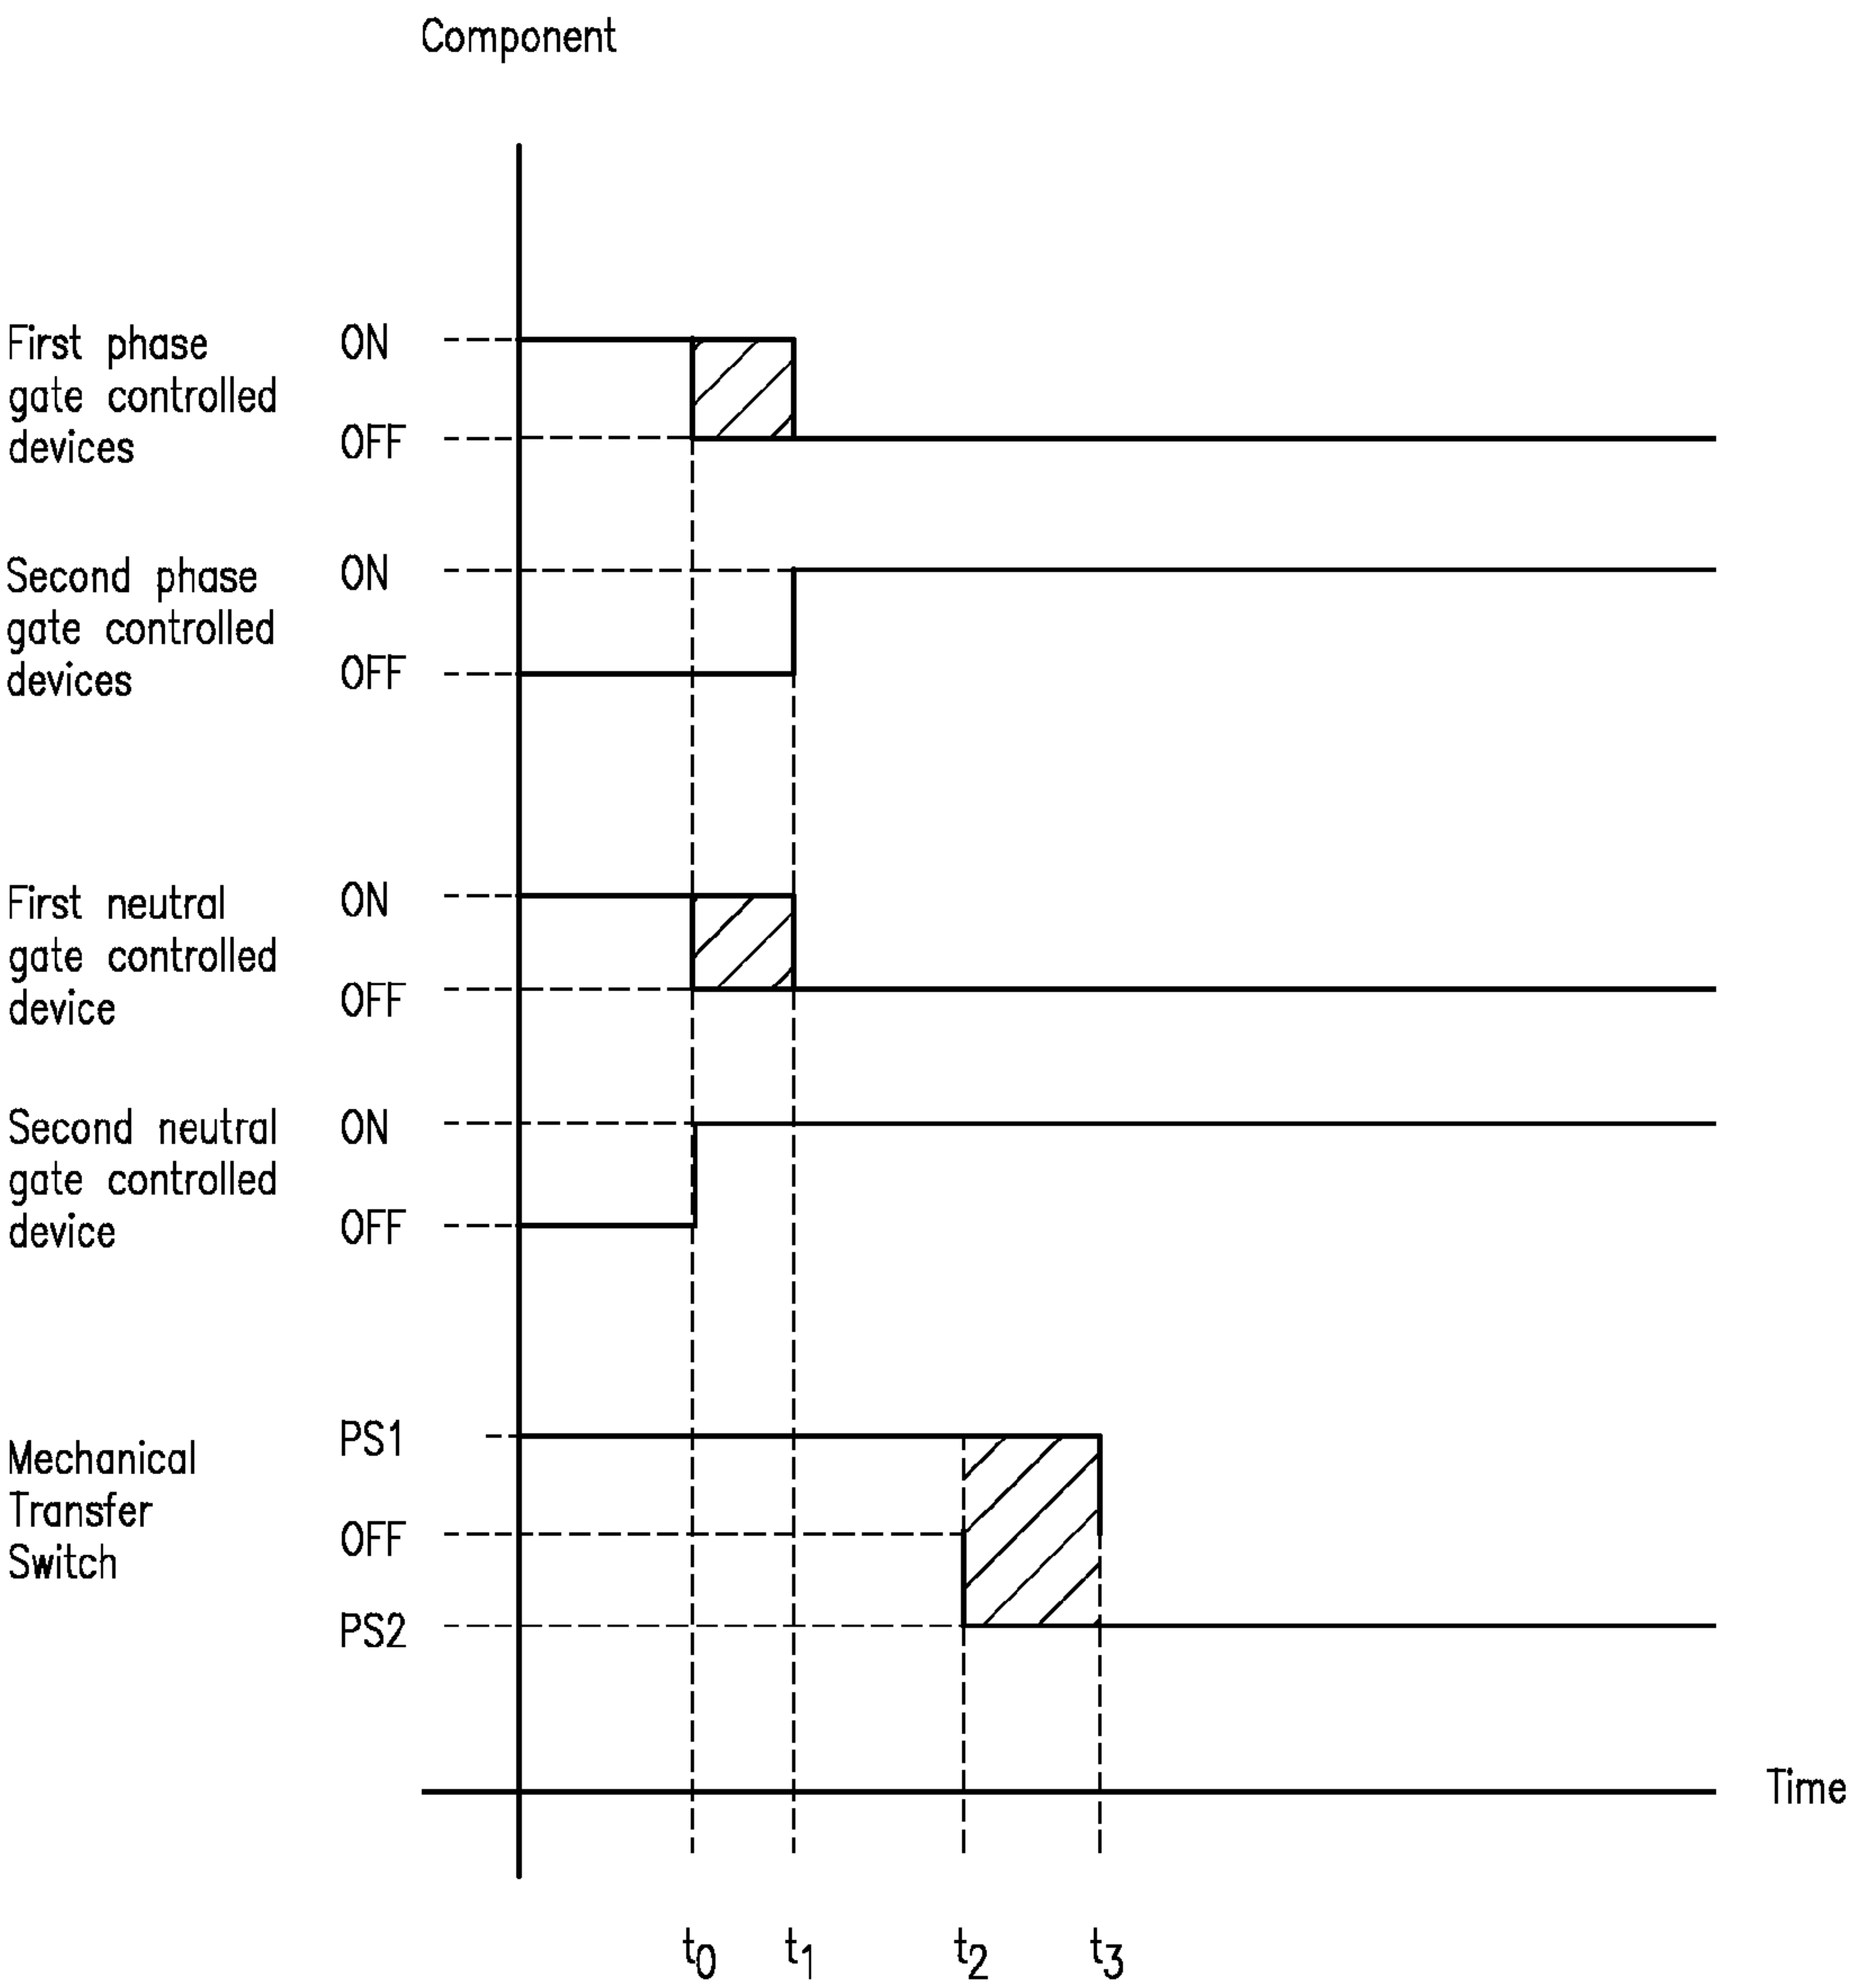 Component
First phase
gate controlled
devices
ON
OFF
Second phase
gate controlled
devices
ON
OFF
First neutral
gate controlled
device
ON
OFF
Second neutral
gate controlled
device
ON
OFF
Mechanical
Transfer
Switch
PS1
OFF
PS2
Time
t0 t1 t2 t3